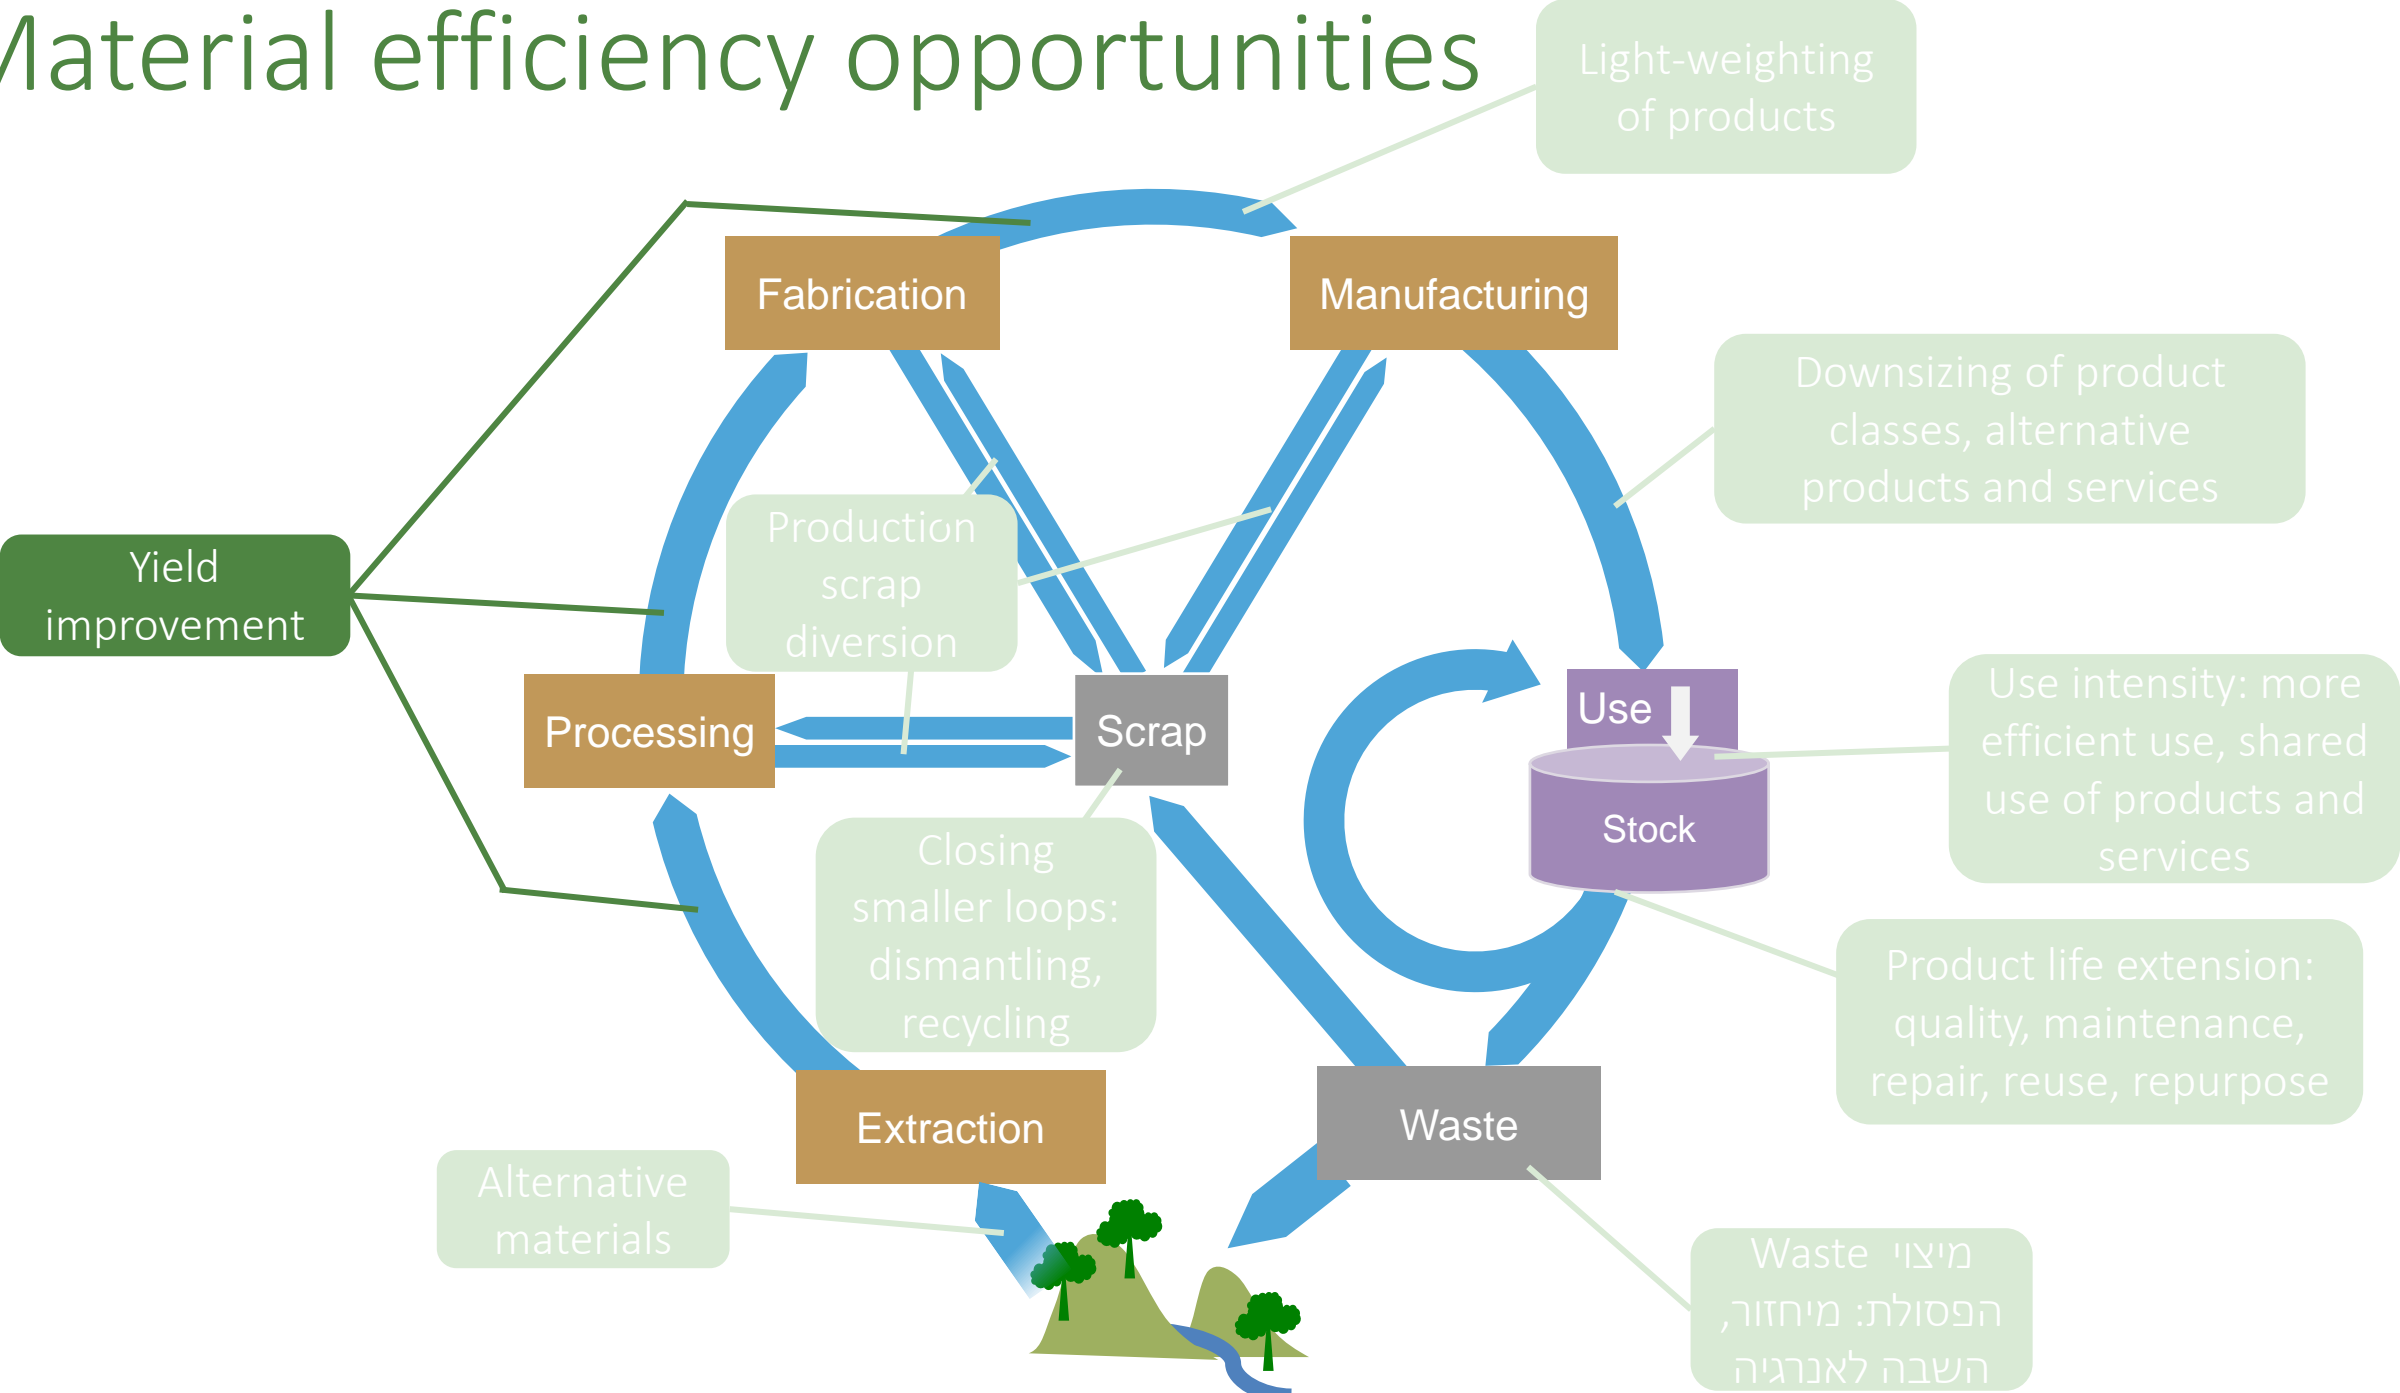 Material efficiency opportunities
Light-weighting
of products
Fabrication
Manufacturing
Downsizing of product
classes, alternative
products and services
Production
scrap
diversion
Yield
improvement
Processing
Scrap
Use
Stock
Use intensity: more
efficient use, shared
use of products and
services
Closing
smaller loops:
dismantling,
recycling
Product life extension:
quality, maintenance,
repair, reuse, repurpose
Extraction
Waste
Alternative
materials
מיצוי Waste
הפסולת: מיחזור,
השבה לאנרגיה